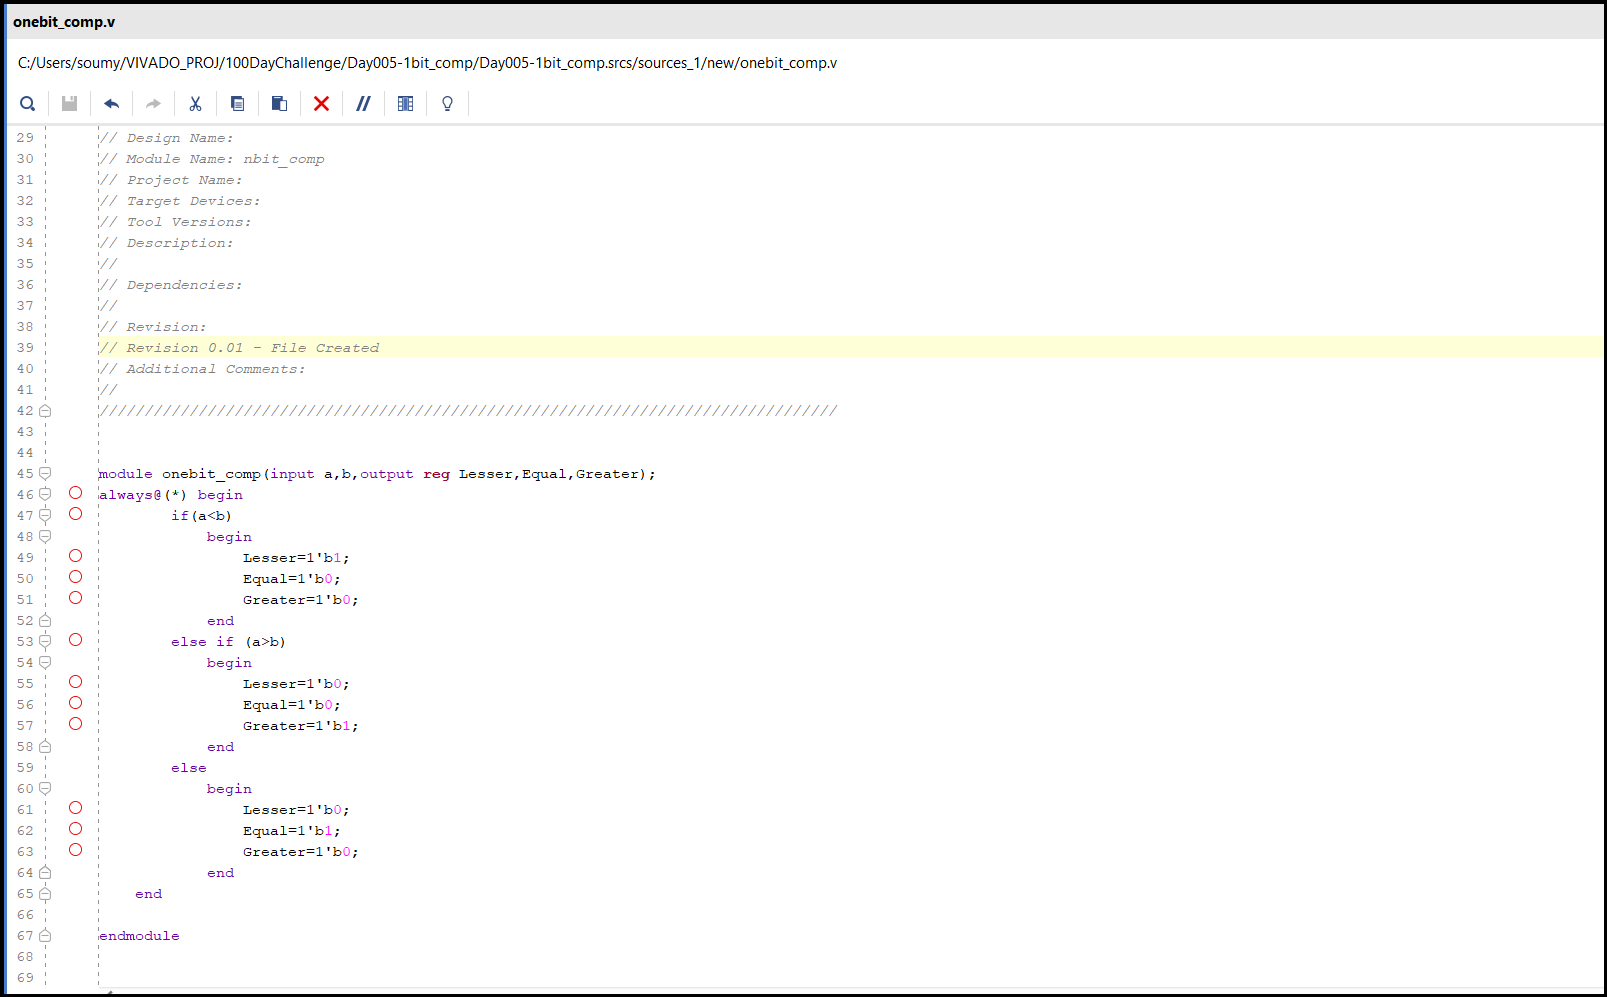 onebit_comp.v
C:/Users/soumy/VIVADO_PROJ/100DayChallenge/Day005-1bit_comp/Day005-1bit_comp.srcs/sources_1/new/onebit_comp.v
29 // Design Name:
30 // Module Name: nbit_comp
31 // Project Name:
32 // Target Devices:
33 // Tool Versions:
34 // Description:
35 //
36 // Dependencies:
37 //
38 // Revision:
39 // Revision 0.01 - File Created
40 // Additional Comments:
41 //
42 //////////////////////////////////////////////////////////////////////////////////
43
44
45 module onebit_comp(input a,b,output reg Lesser,Equal,Greater);
46 always@(*) begin
47 if(a<b)
48 begin
49 Lesser=1'b1;
50 Equal=1'b0;
51 Greater=1'b0;
52 end
53 else if (a>b)
54 begin
55 Lesser=1'b0;
56 Equal=1'b0;
57 Greater=1'b1;
58 end
59 else
60 begin
61 Lesser=1'b0;
62 Equal=1'b1;
63 Greater=1'b0;
64 end
65 end
66
67 endmodule
68
69